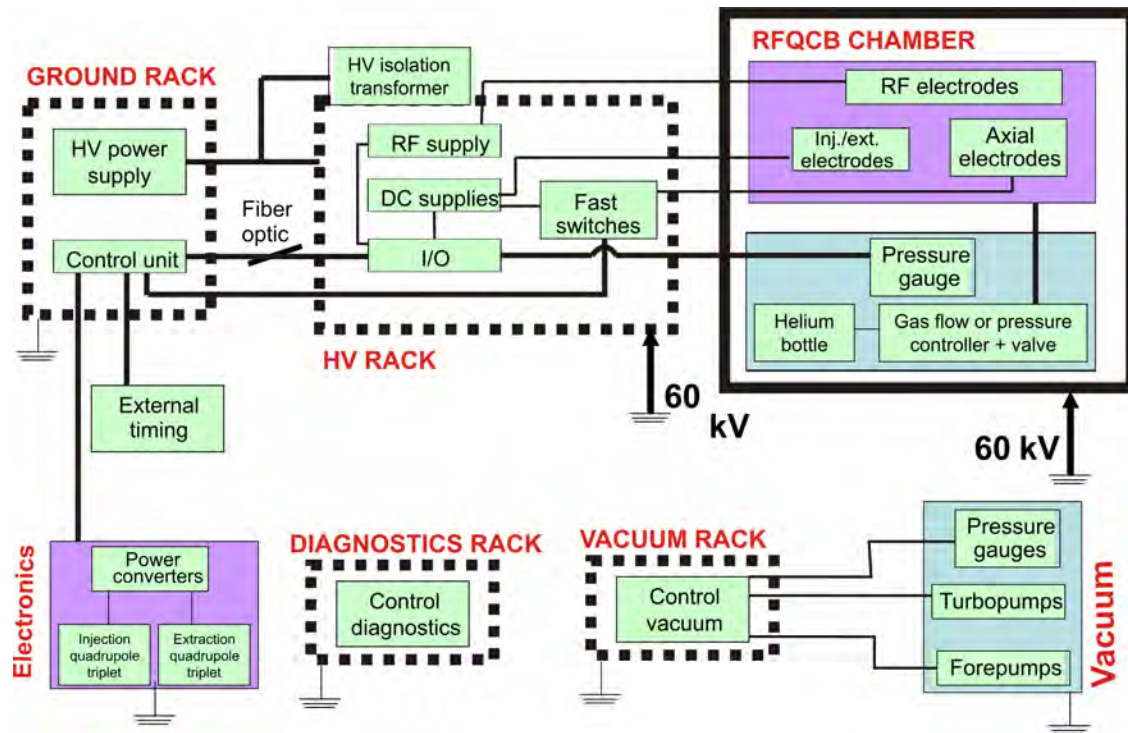 RFQCB CHAMBER
GROUND RACK
HV isolation
transformer
RF electrodes
HV power
supply
RF supply
Inj./ext.
electrodes
Axial
electrodes
DC supplies
Fast
switches
Fiber
optic
Control unit
I/O
Pressure
gauge
Helium
bottle
Gas flow or pressure
controller + valve
HV RACK
External
timing
60
kV
60 kV
Electronics
Power
converters
Injection
quadrupole
triplet
Extraction
quadrupole
triplet
DIAGNOSTICS RACK
Control
diagnostics
VACUUM RACK
Control
vacuum
Pressure
gauges
Turbopumps
Forepumps
Vacuum